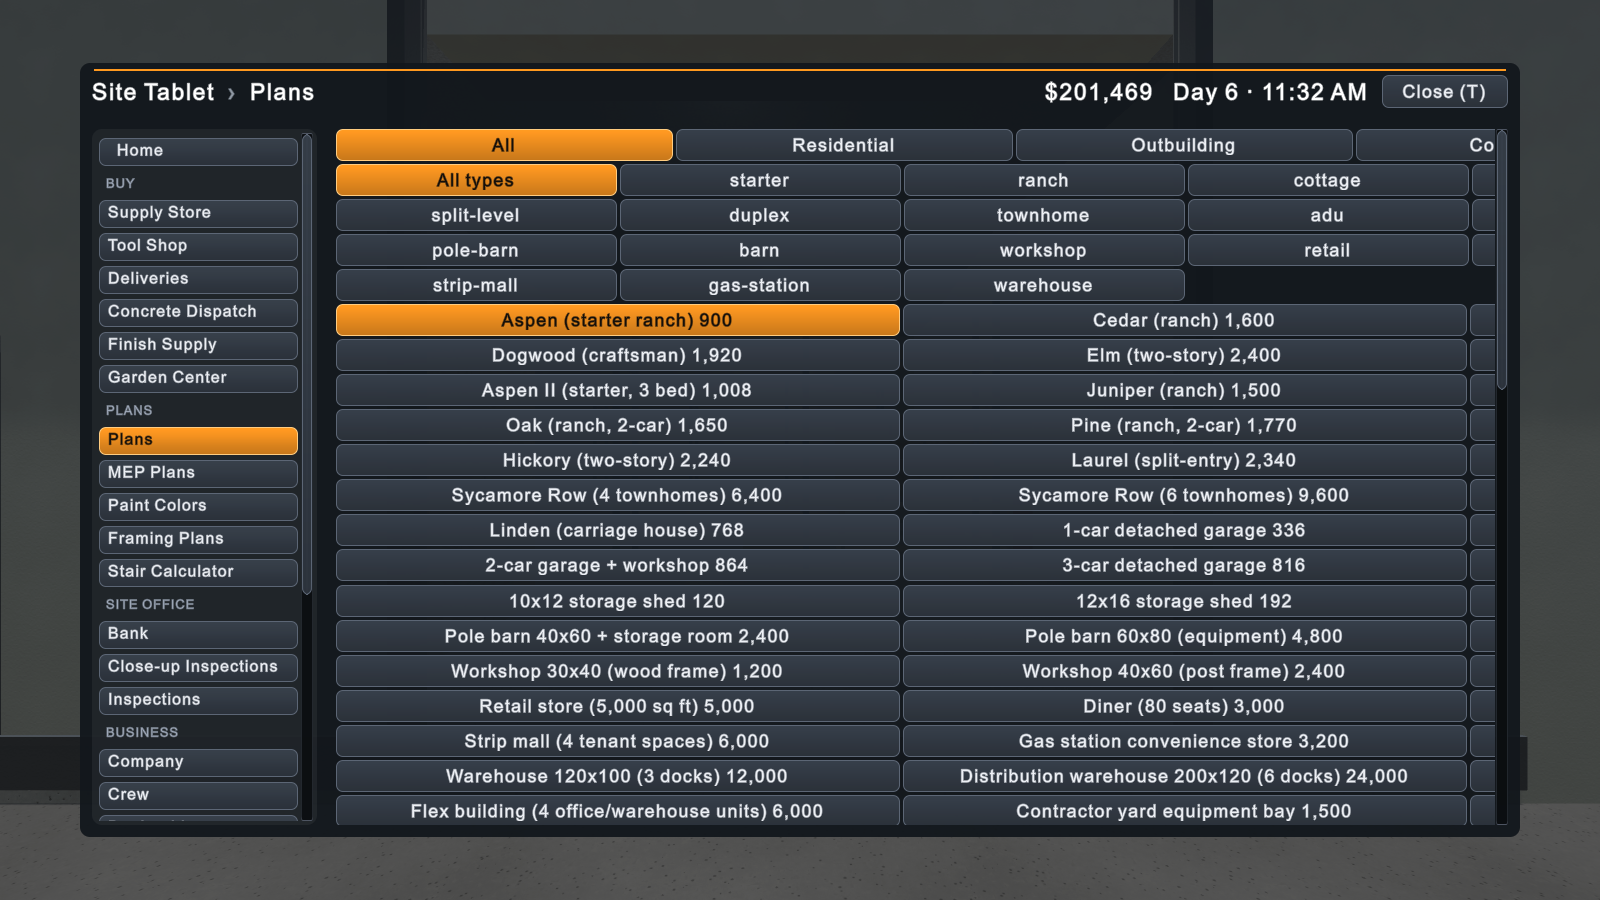 Site Tablet › Plans
$201,469 Day 6 · 11:32 AM Close (T)
Home
BUY
Supply Store
Tool Shop
Deliveries
Concrete Dispatch
Finish Supply
Garden Center
PLANS
Plans
MEP Plans
Paint Colors
Framing Plans
Stair Calculator
SITE OFFICE
Bank
Close-up Inspections
Inspections
BUSINESS
Company
Crew
All Residential Outbuilding Co
All types starter ranch cottage
split-level duplex townhome adu
pole-barn barn workshop retail
strip-mall gas-station warehouse
Aspen (starter ranch) 900 Cedar (ranch) 1,600
Dogwood (craftsman) 1,920 Elm (two-story) 2,400
Aspen II (starter, 3 bed) 1,008 Juniper (ranch) 1,500
Oak (ranch, 2-car) 1,650 Pine (ranch, 2-car) 1,770
Hickory (two-story) 2,240 Laurel (split-entry) 2,340
Sycamore Row (4 townhomes) 6,400 Sycamore Row (6 townhomes) 9,600
Linden (carriage house) 768 1-car detached garage 336
2-car garage + workshop 864 3-car detached garage 816
10x12 storage shed 120 12x16 storage shed 192
Pole barn 40x60 + storage room 2,400 Pole barn 60x80 (equipment) 4,800
Workshop 30x40 (wood frame) 1,200 Workshop 40x60 (post frame) 2,400
Retail store (5,000 sq ft) 5,000 Diner (80 seats) 3,000
Strip mall (4 tenant spaces) 6,000 Gas station convenience store 3,200
Warehouse 120x100 (3 docks) 12,000 Distribution warehouse 200x120 (6 docks) 24,000
Flex building (4 office/warehouse units) 6,000 Contractor yard equipment bay 1,500